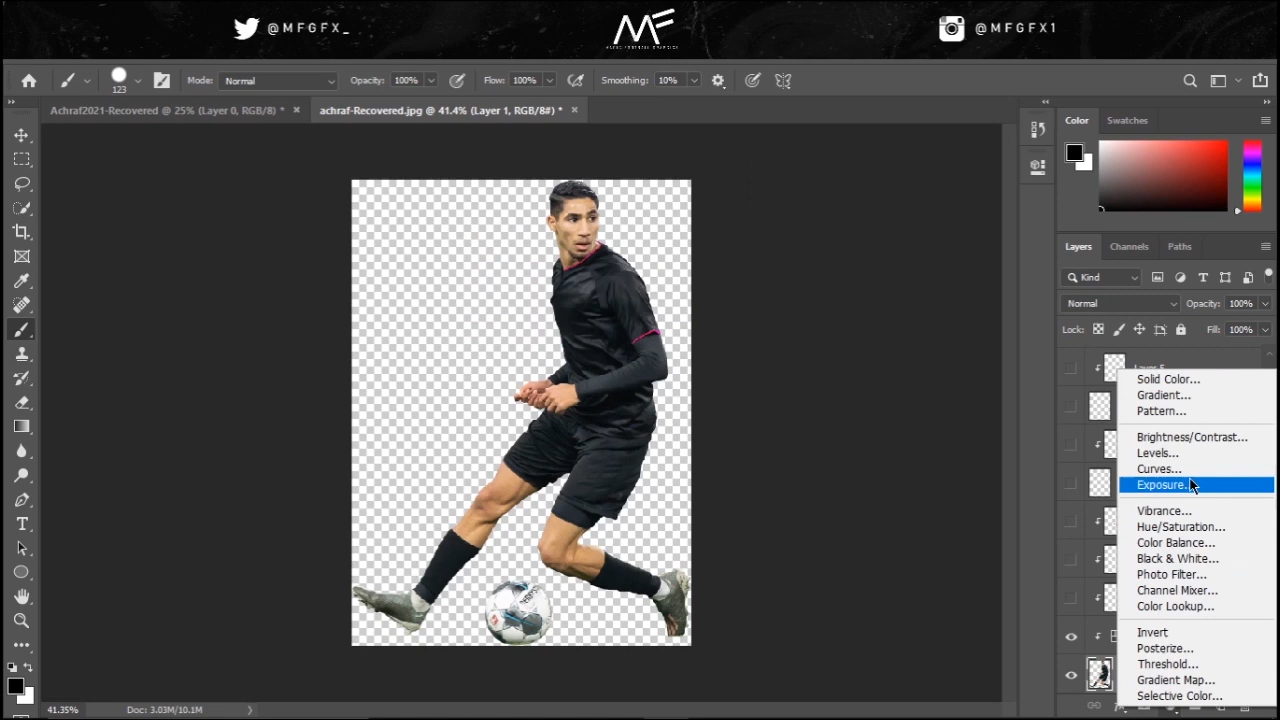 @MFGFX_
MF
@MFGFX1
123
Mode: Normal
Opacity: 100%
Flow: 100%
Smoothing: 10%
Achraf2021-Recovered @ 25% (Layer 0, RGB/8) *
achraf-Recovered.jpg @ 41.4% (Layer 1, RGB/8#) *
Color
Swatches
Layers
Channels
Paths
Kind
Normal
Opacity: 100%
Lock:
Fill: 100%
Solid Color...
Gradient...
Pattern...
Brightness/Contrast...
Levels...
Curves...
Exposure...
Vibrance...
Hue/Saturation...
Color Balance...
Black & White...
Photo Filter...
Channel Mixer...
Color Lookup...
Invert
Posterize...
Threshold...
Gradient Map...
Selective Color...
41.35%
Doc: 3.03M/10.1M